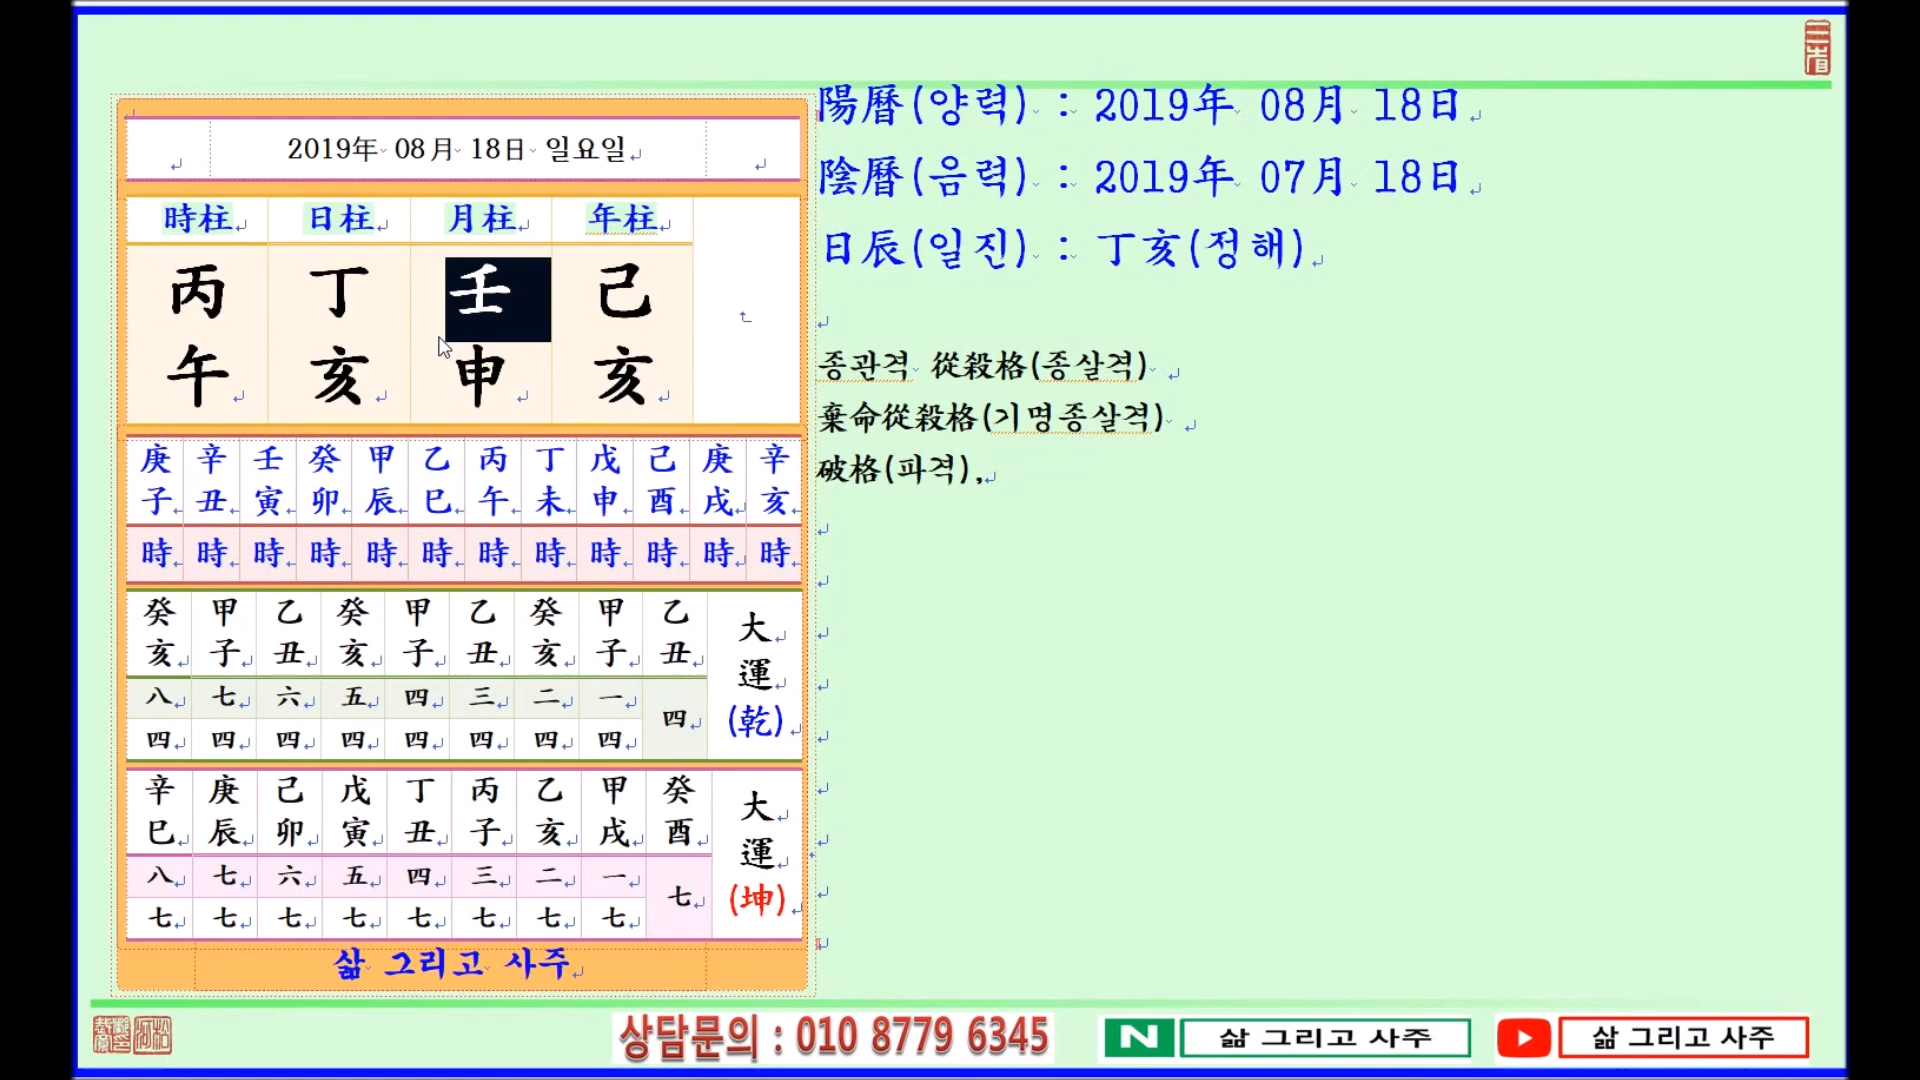 2019年 08月 18日 일요일
時柱 日柱 月柱 年柱
丙 丁 壬 己
午 亥 申 亥
庚 辛 壬 癸 甲 乙 丙 丁 戊 己 庚 辛
子 丑 寅 卯 辰 巳 午 未 申 酉 戌 亥
時 時 時 時 時 時 時 時 時 時 時 時
癸 甲 乙 癸 甲 乙 癸 甲 乙
亥 子 丑 亥 子 丑 亥 子 丑
八 七 六 五 四 三 二 一 四
四 四 四 四 四 四 四 四
大
運
(乾)
辛 庚 己 戊 丁 丙 乙 甲 癸
巳 辰 卯 寅 丑 子 亥 戌 酉
八 七 六 五 四 三 二 一 七
七 七 七 七 七 七 七 七
大
運
(坤)
삶 그리고 사주
陽曆(양력) : 2019年 08月 18日
陰曆(음력) : 2019年 07月 18日
日辰(일진) : 丁亥(정해)
종관격 從殺格(종살격)
棄命從殺格(기명종살격)
破格(파격),
상담문의 : 010 8779 6345
N 삶 그리고 사주
삶 그리고 사주